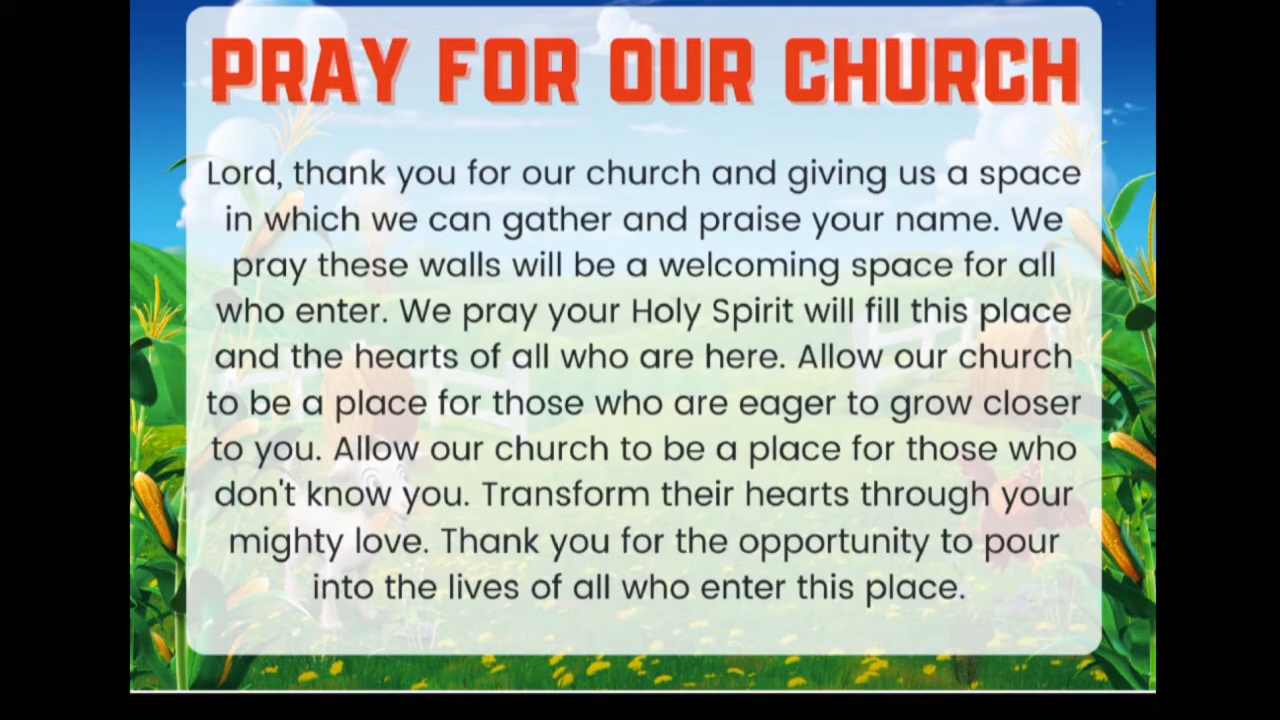 PRAY FOR OUR CHURCH
Lord, thank you for our church and giving us a space
in which we can gather and praise your name. We
pray these walls will be a welcoming space for all
who enter. We pray your Holy Spirit will fill this place
and the hearts of all who are here. Allow our church
to be a place for those who are eager to grow closer
to you. Allow our church to be a place for those who
don't know you. Transform their hearts through your
mighty love. Thank you for the opportunity to pour
into the lives of all who enter this place.